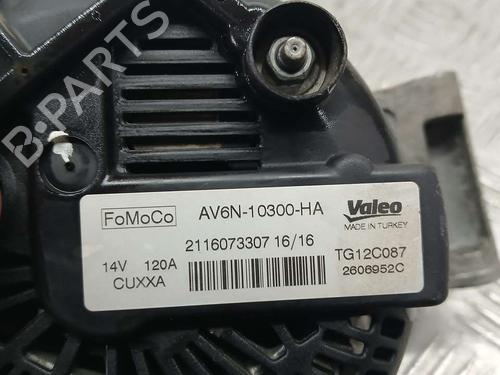 B-PARTS
FoMoCo
AV6N-10300-HA
Valeo
MADE IN TURKEY
2116073307 16/16
14V 120A
CUXXA
TG12C087
2606952C